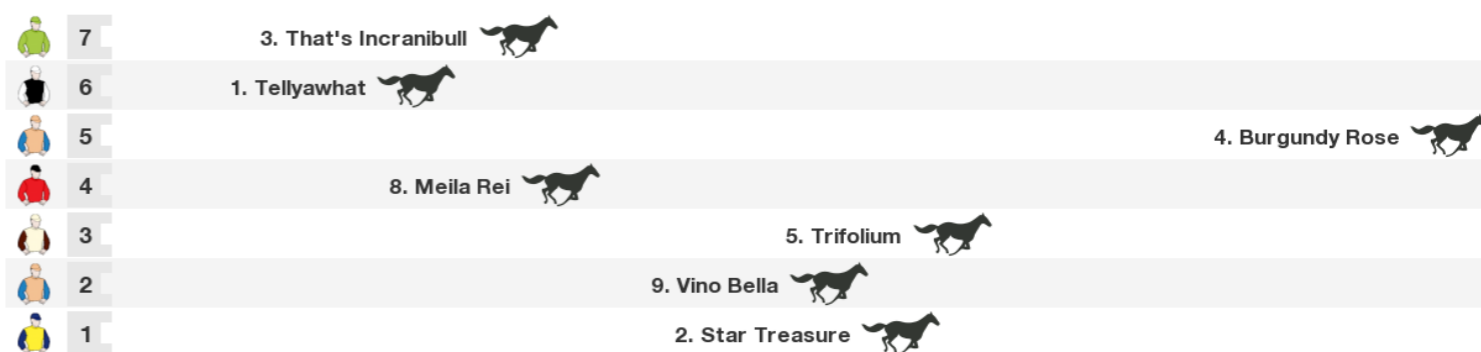 7 3. That's Incranibull
6 1. Tellyawhat
5 4. Burgundy Rose
4 8. Meila Rei
3 5. Trifolium
2 9. Vino Bella
1 2. Star Treasure